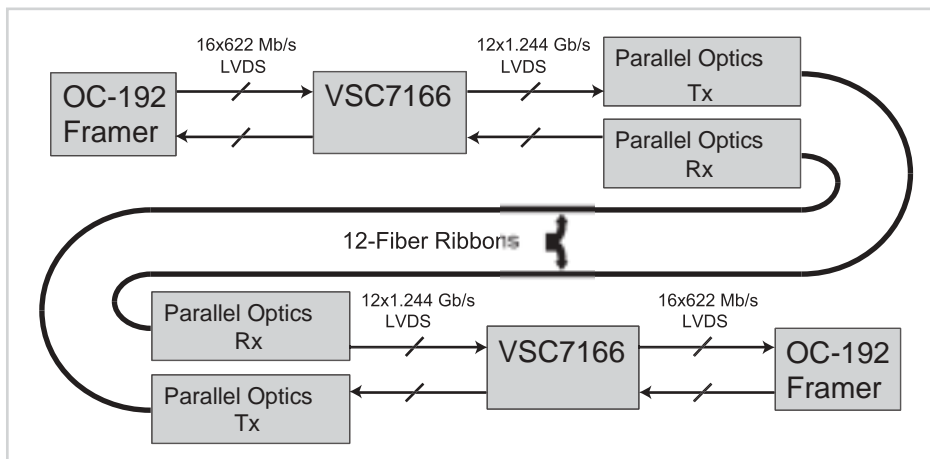 16x622 Mb/s
LVDS
12x1.244 Gb/s
LVDS
OC-192
Framer
VSC7166
Parallel Optics
Tx
Parallel Optics
Rx
12-Fiber Ribbons
Parallel Optics
Rx
12x1.244 Gb/s
LVDS
VSC7166
16x622 Mb/s
LVDS
OC-192
Framer
Parallel Optics
Tx